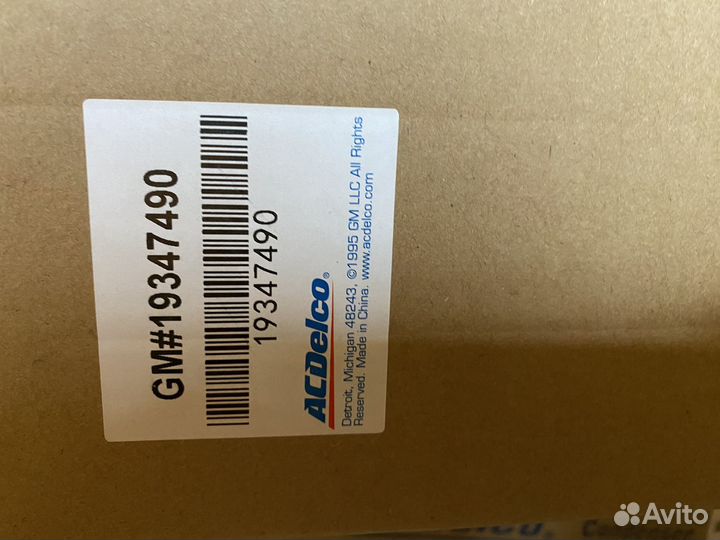 GM#19347490
19347490
ACDelco®
Detroit, Michigan 48243, ©1995 GM LLC All Rights
Reserved. Made in China. www.acdelco.com
Avito